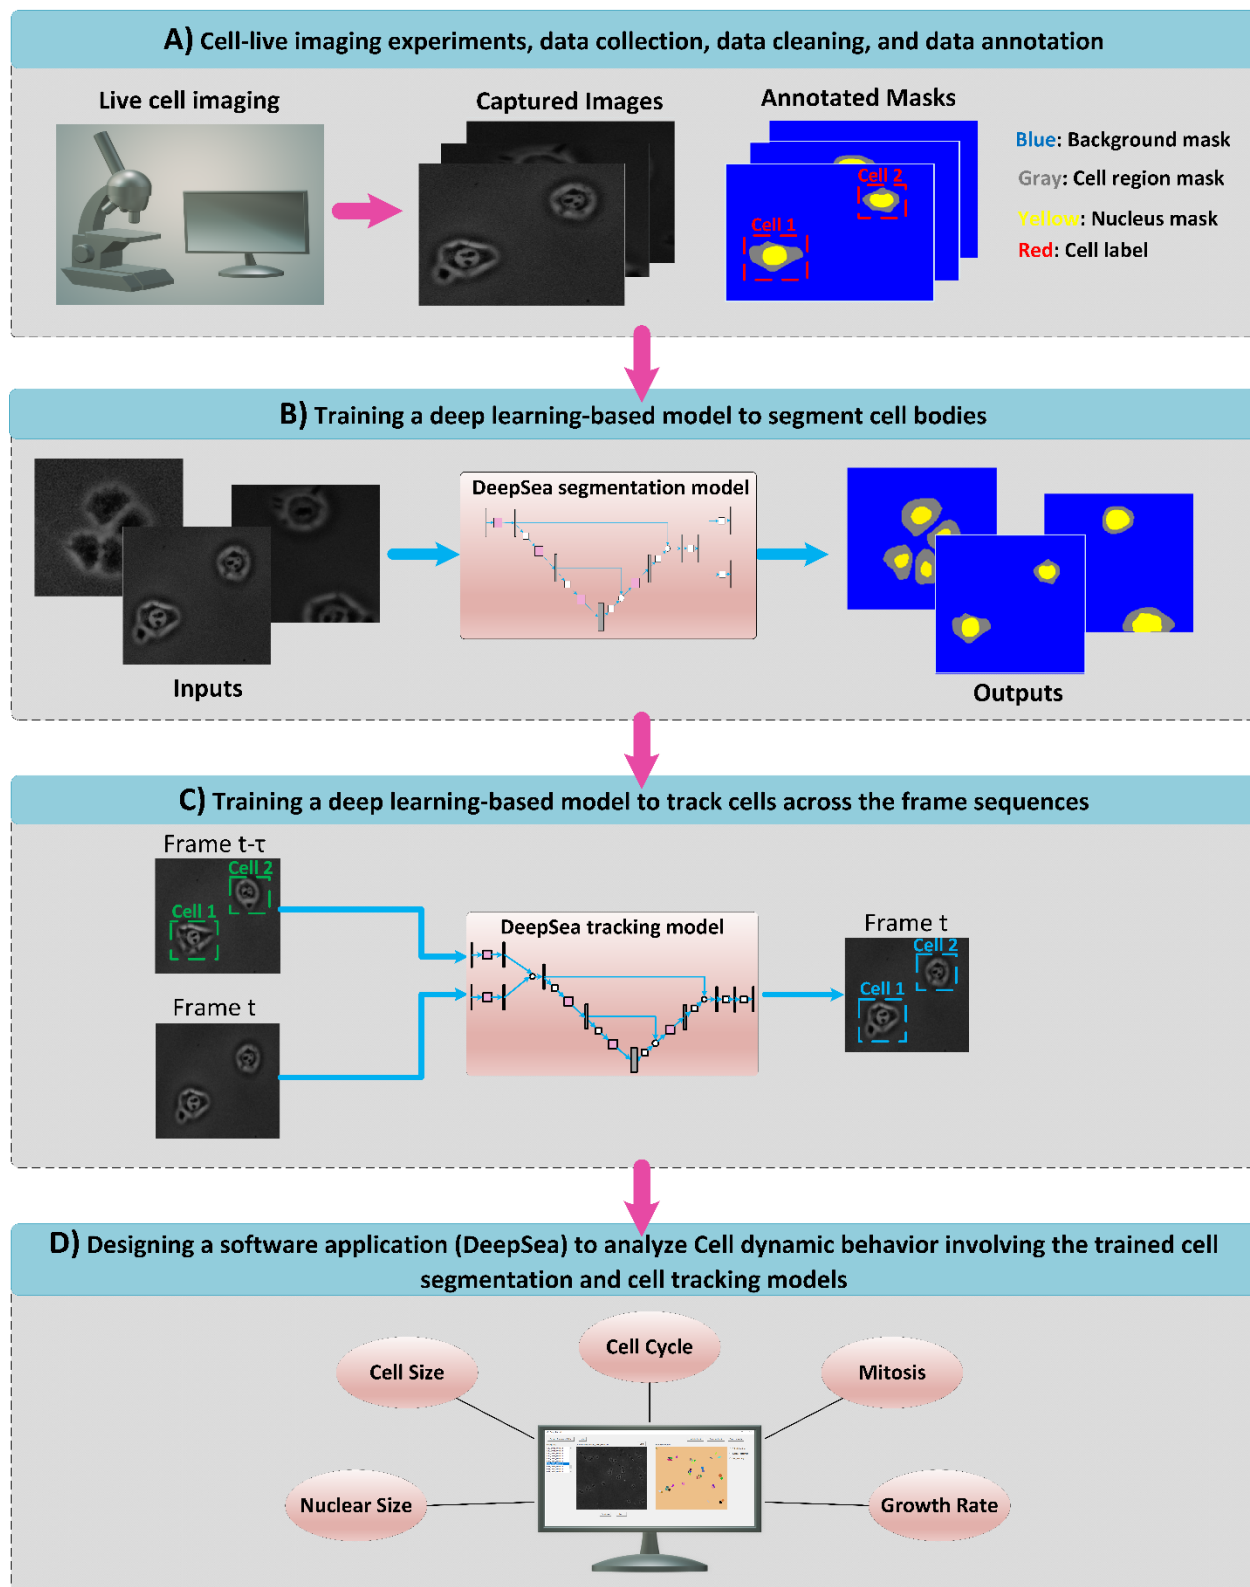 A) Cell-live imaging experiments, data collection, data cleaning, and data annotation
Live cell imaging
Captured Images
Annotated Masks
Cell 2
Cell 1
Blue: Background mask
Gray: Cell region mask
Yellow: Nucleus mask
Red: Cell label
B) Training a deep learning-based model to segment cell bodies
DeepSea segmentation model
Inputs
Outputs
C) Training a deep learning-based model to track cells across the frame sequences
Frame t-τ
Cell 2
Cell 1
Frame t
DeepSea tracking model
Frame t
Cell 2
Cell 1
D) Designing a software application (DeepSea) to analyze Cell dynamic behavior involving the trained cell
segmentation and cell tracking models
Cell Cycle
Cell Size
Mitosis
Nuclear Size
Growth Rate